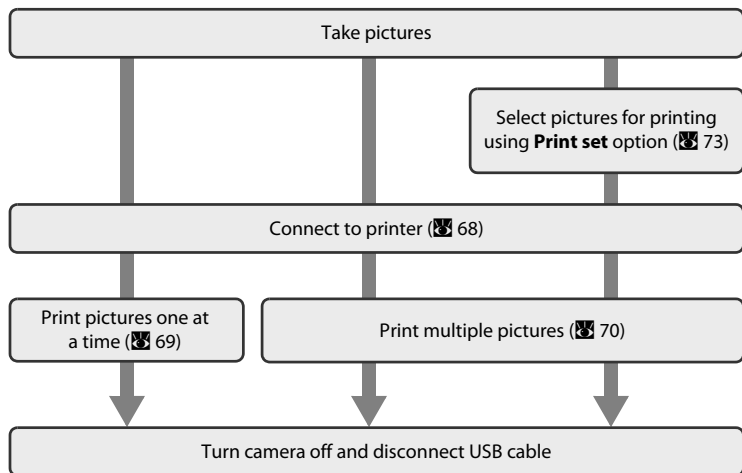 Take pictures
Select pictures for printing
using Print set option ( 73)
Connect to printer ( 68)
Print pictures one at
a time ( 69)
Print multiple pictures ( 70)
Turn camera off and disconnect USB cable